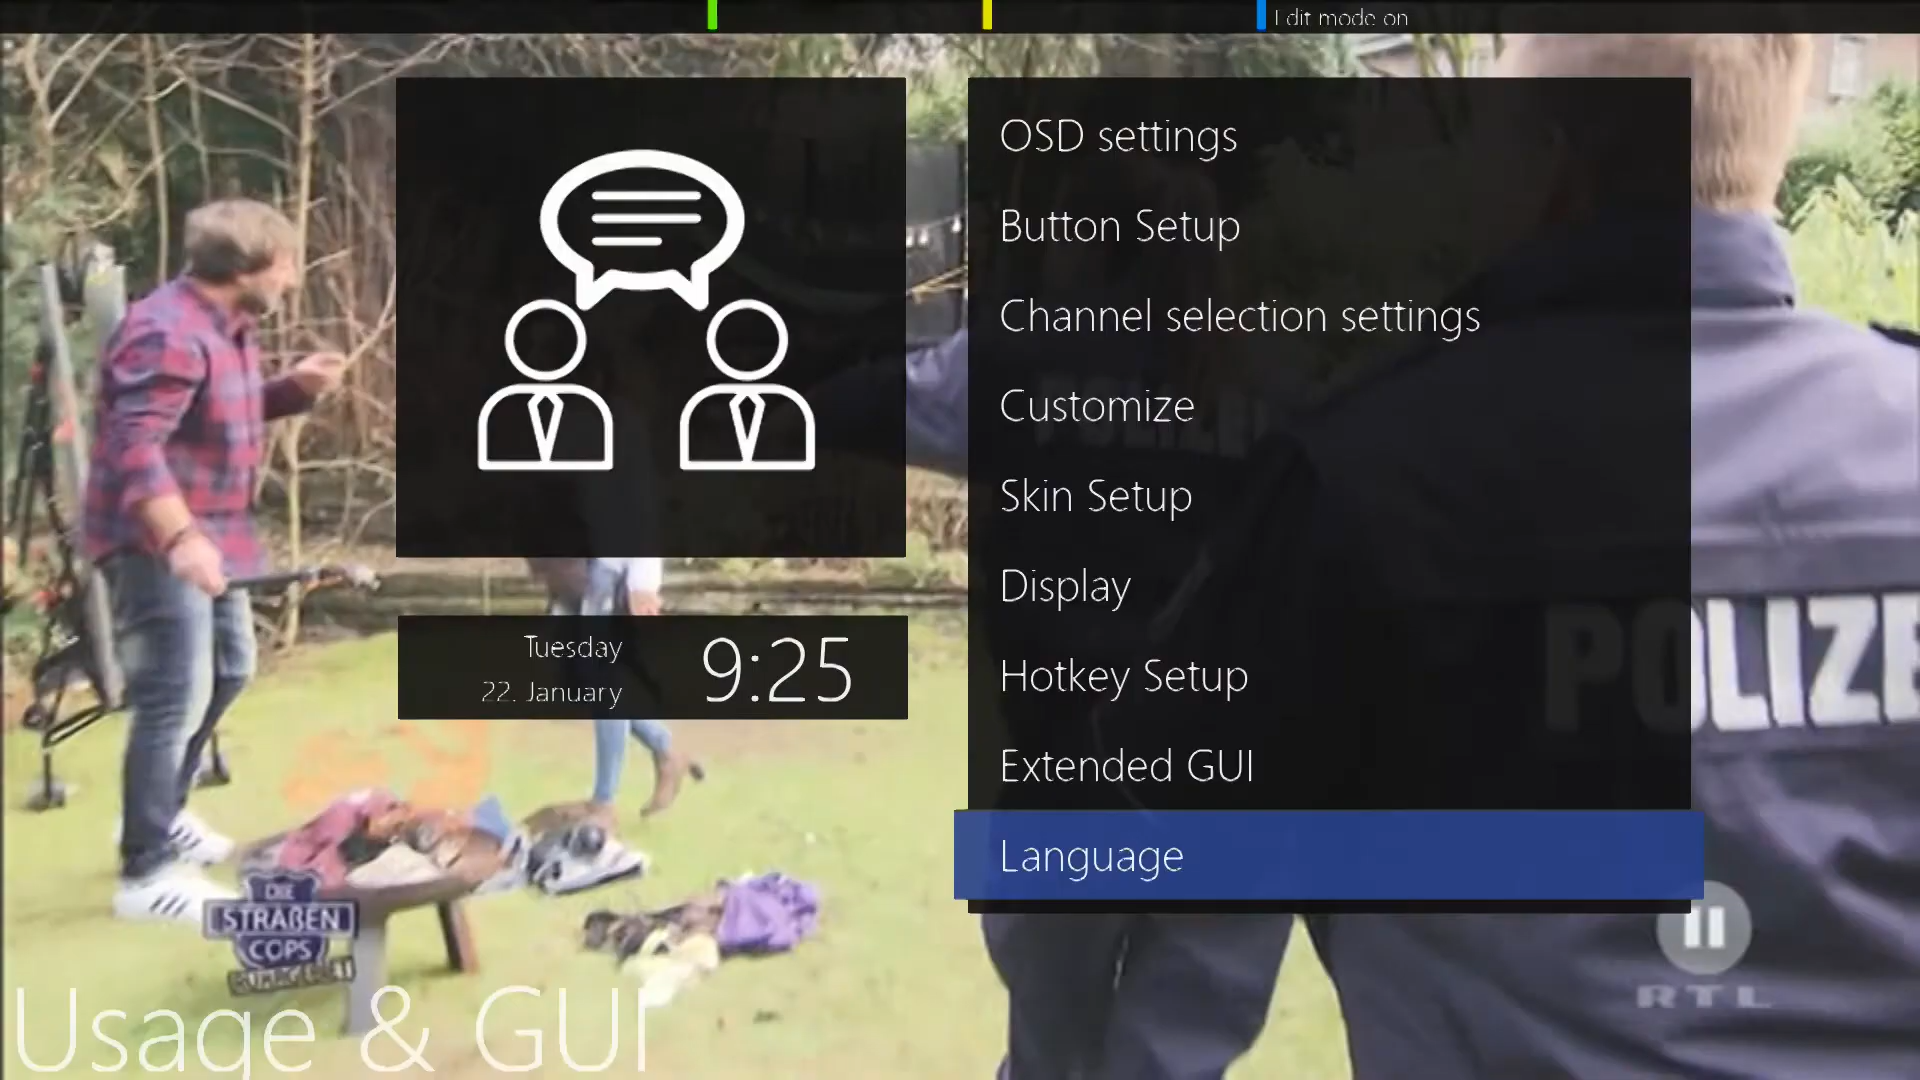 Edit mode on
OSD settings
Button Setup
Channel selection settings
Customize
Skin Setup
Display
Hotkey Setup
Extended GUI
Language
Tuesday
22. January
9:25
POLIZE
DIE
STRAßEN
COPS
RTL
Usage & GUI